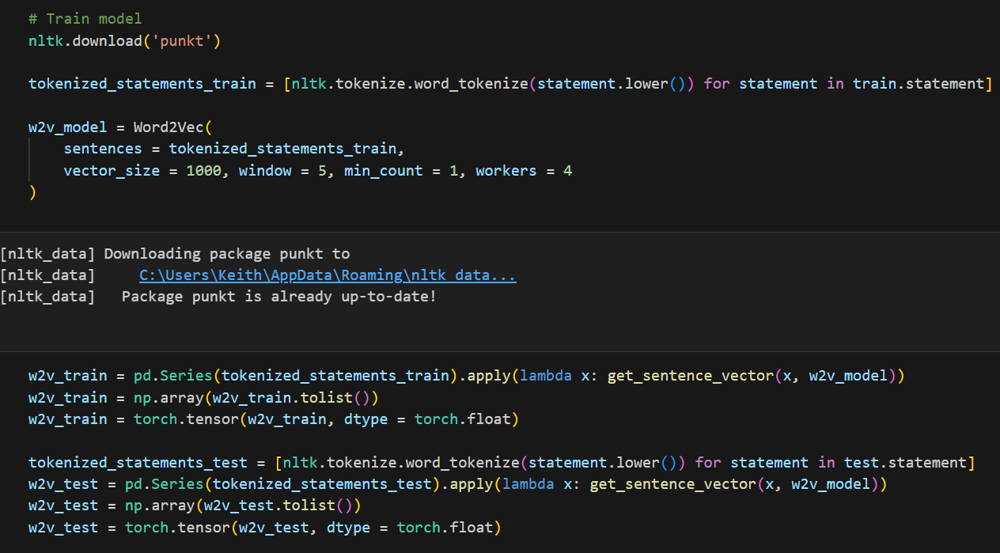 # Train model
nltk.download('punkt')
tokenized_statements_train = [nltk.tokenize.word_tokenize(statement.lower()) for statement in train.statement]
w2v_model = Word2Vec(
    sentences = tokenized_statements_train,
    vector_size = 1000, window = 5, min_count = 1, workers = 4
)
[nltk_data] Downloading package punkt to
[nltk_data]     C:\Users\Keith\AppData\Roaming\nltk_data...
[nltk_data]   Package punkt is already up-to-date!
w2v_train = pd.Series(tokenized_statements_train).apply(lambda x: get_sentence_vector(x, w2v_model))
w2v_train = np.array(w2v_train.tolist())
w2v_train = torch.tensor(w2v_train, dtype = torch.float)
tokenized_statements_test = [nltk.tokenize.word_tokenize(statement.lower()) for statement in test.statement]
w2v_test = pd.Series(tokenized_statements_test).apply(lambda x: get_sentence_vector(x, w2v_model))
w2v_test = np.array(w2v_test.tolist())
w2v_test = torch.tensor(w2v_test, dtype = torch.float)